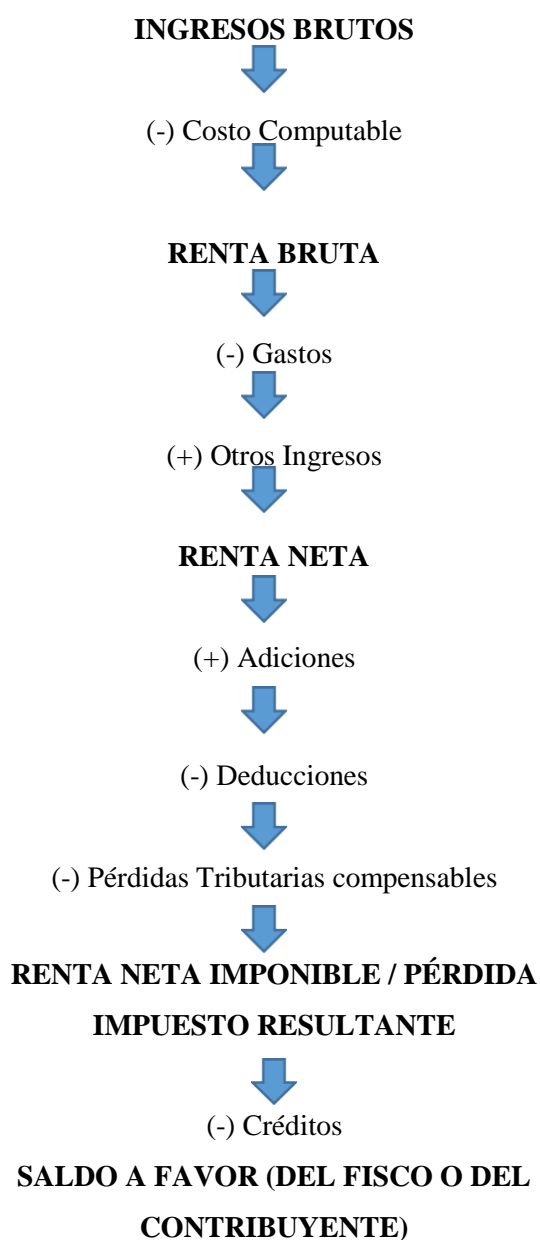 INGRESOS BRUTOS
(-) Costo Computable
RENTA BRUTA
(-) Gastos
(+) Otros Ingresos
RENTA NETA
(+) Adiciones
(-) Deducciones
(-) Pérdidas Tributarias compensables
RENTA NETA IMPONIBLE / PÉRDIDA
IMPUESTO RESULTANTE
(-) Créditos
SALDO A FAVOR (DEL FISCO O DEL
CONTRIBUYENTE)